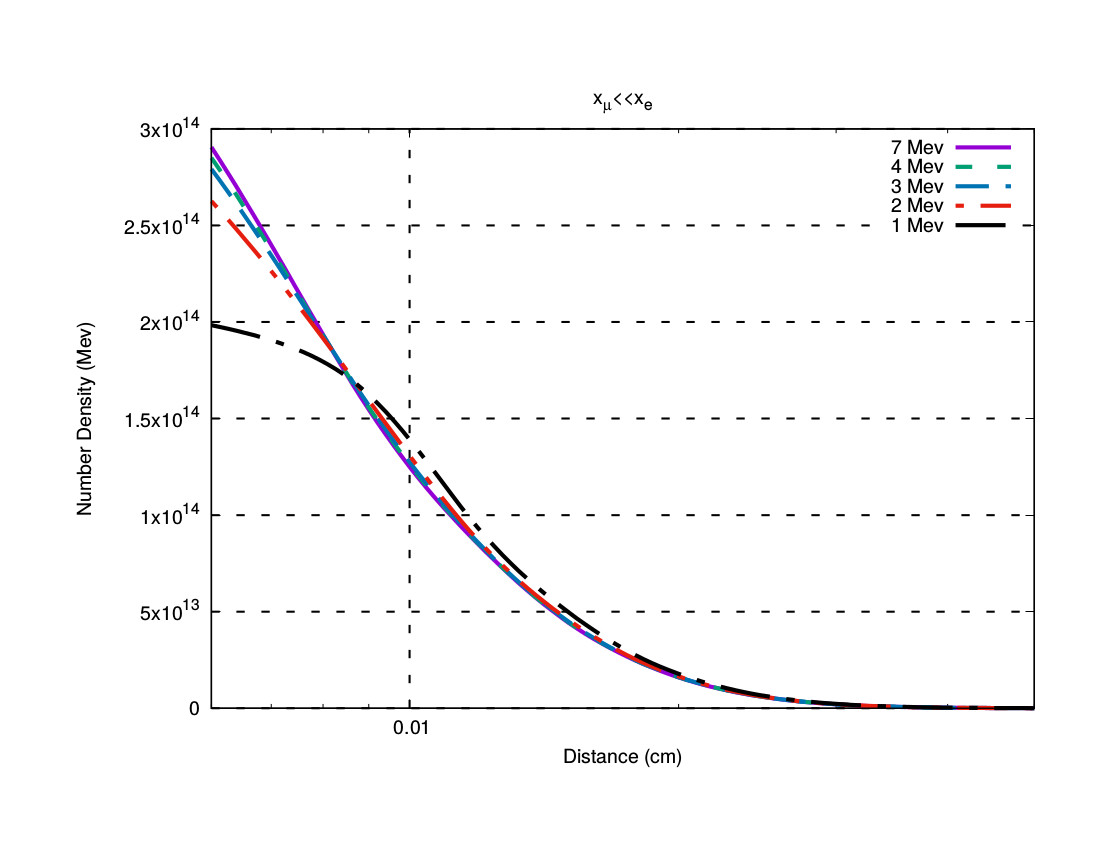 xμ<<xe
3x10^14
2.5x10^14
2x10^14
1.5x10^14
1x10^14
5x10^13
0
Number Density (Mev)
7 Mev
4 Mev
3 Mev
2 Mev
1 Mev
0.01
Distance (cm)